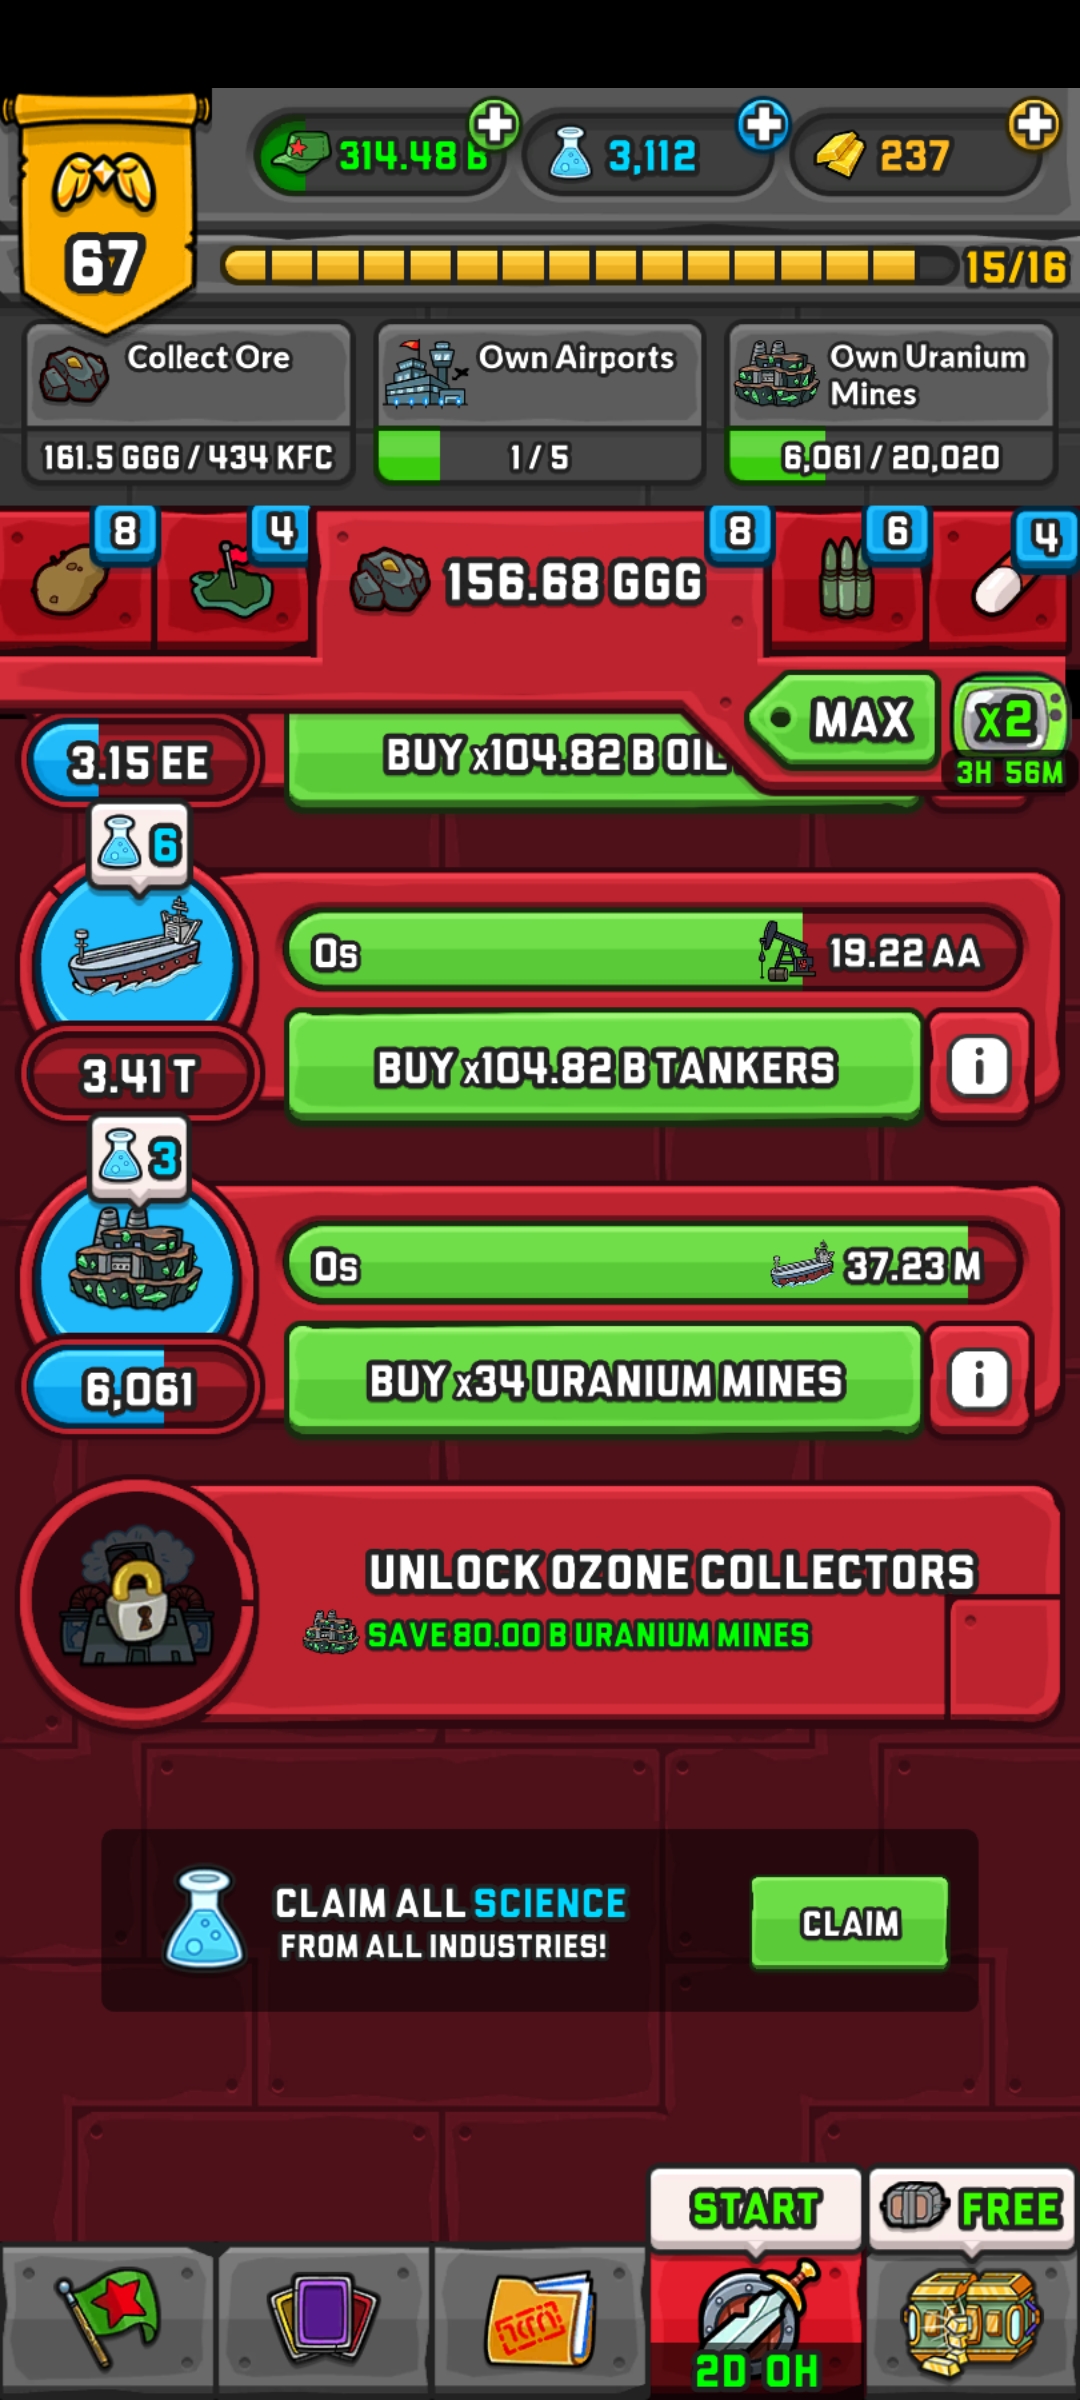 314.48 B
3,112
237
67
15/16
Collect Ore
161.5 GGG / 434 KFC
Own Airports
1 / 5
Own Uranium
Mines
6,061 / 20,020
8
4
156.68 GGG
8
6
4
MAX
x2
3H 56M
3.15 EE
BUY x104.82 B OIL
6
0s
19.22 AA
3.41 T
BUY x104.82 B TANKERS
i
3
0s
37.23 M
6,061
BUY x34 URANIUM MINES
i
UNLOCK OZONE COLLECTORS
SAVE 80.00 B URANIUM MINES
CLAIM ALL SCIENCE
FROM ALL INDUSTRIES!
CLAIM
START
FREE
2D 0H